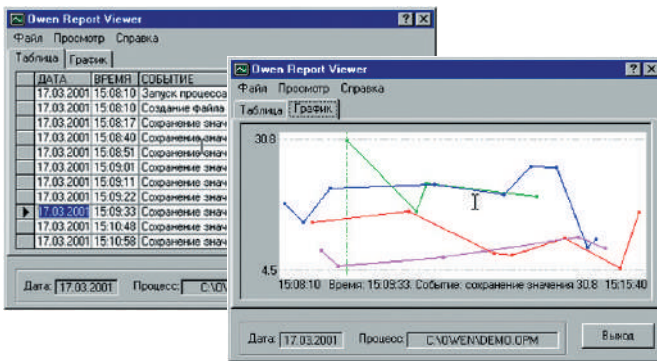 Owen Report Viewer
Файл Просмотр Справка
Таблица График
ДАТА ВРЕМЯ СОБЫТИЕ
17.03.2001 15:08:10 Запуск процесса
17.03.2001 15:08:10 Создание файла
17.03.2001 15:08:17 Сохранение знач
17.03.2001 15:08:40 Сохранение знач
17.03.2001 15:08:51 Сохранение знач
17.03.2001 15:09:01 Сохранение знач
17.03.2001 15:09:11 Сохранение знач
17.03.2001 15:09:22 Сохранение знач
17.03.2001 15:09:33 Сохранение знач
17.03.2001 15:10:48 Сохранение знач
17.03.2001 15:10:58 Сохранение знач
Дата: 17.03.2001 Процесс:
Owen Report Viewer
Файл Просмотр Справка
Таблица График
30.8
4.5
15:08:10 Время: 15:09:33. Событие: сохранение значения 30.8 15:15:40
Дата: 17.03.2001 Процесс: C:\OWEN\DEMO.OPM Выход